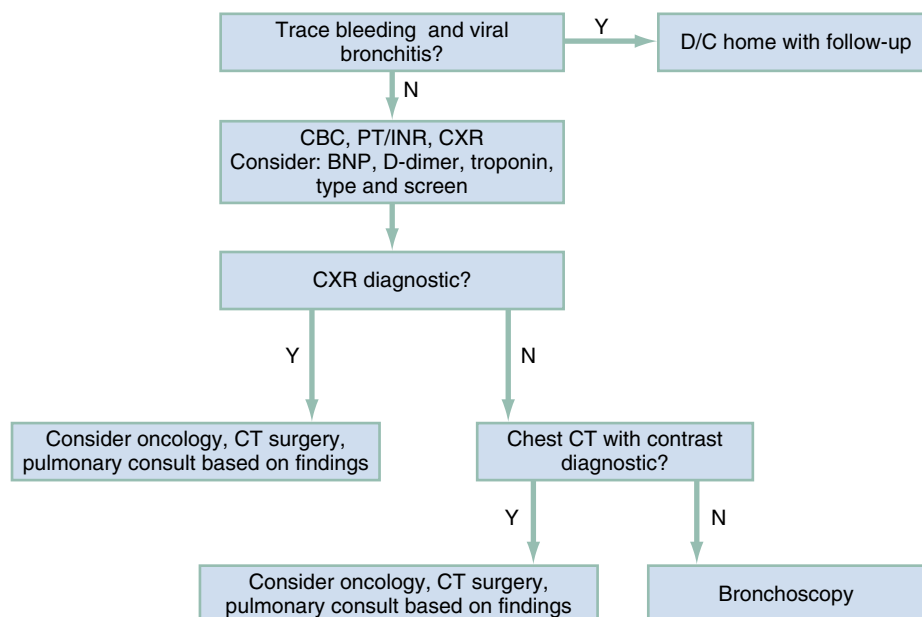 Trace bleeding and viral
bronchitis?
Y
D/C home with follow-up
N
CBC, PT/INR, CXR
Consider: BNP, D-dimer, troponin,
type and screen
CXR diagnostic?
Y
N
Consider oncology, CT surgery,
pulmonary consult based on findings
Chest CT with contrast
diagnostic?
Y
N
Consider oncology, CT surgery,
pulmonary consult based on findings
Bronchoscopy